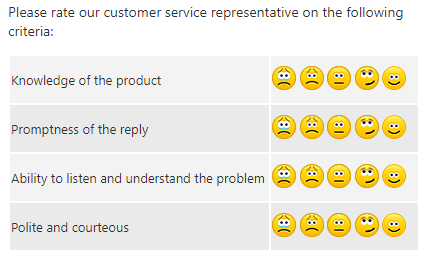 Please rate our customer service representative on the following
criteria:
Knowledge of the product
Promptness of the reply
Ability to listen and understand the problem
Polite and courteous